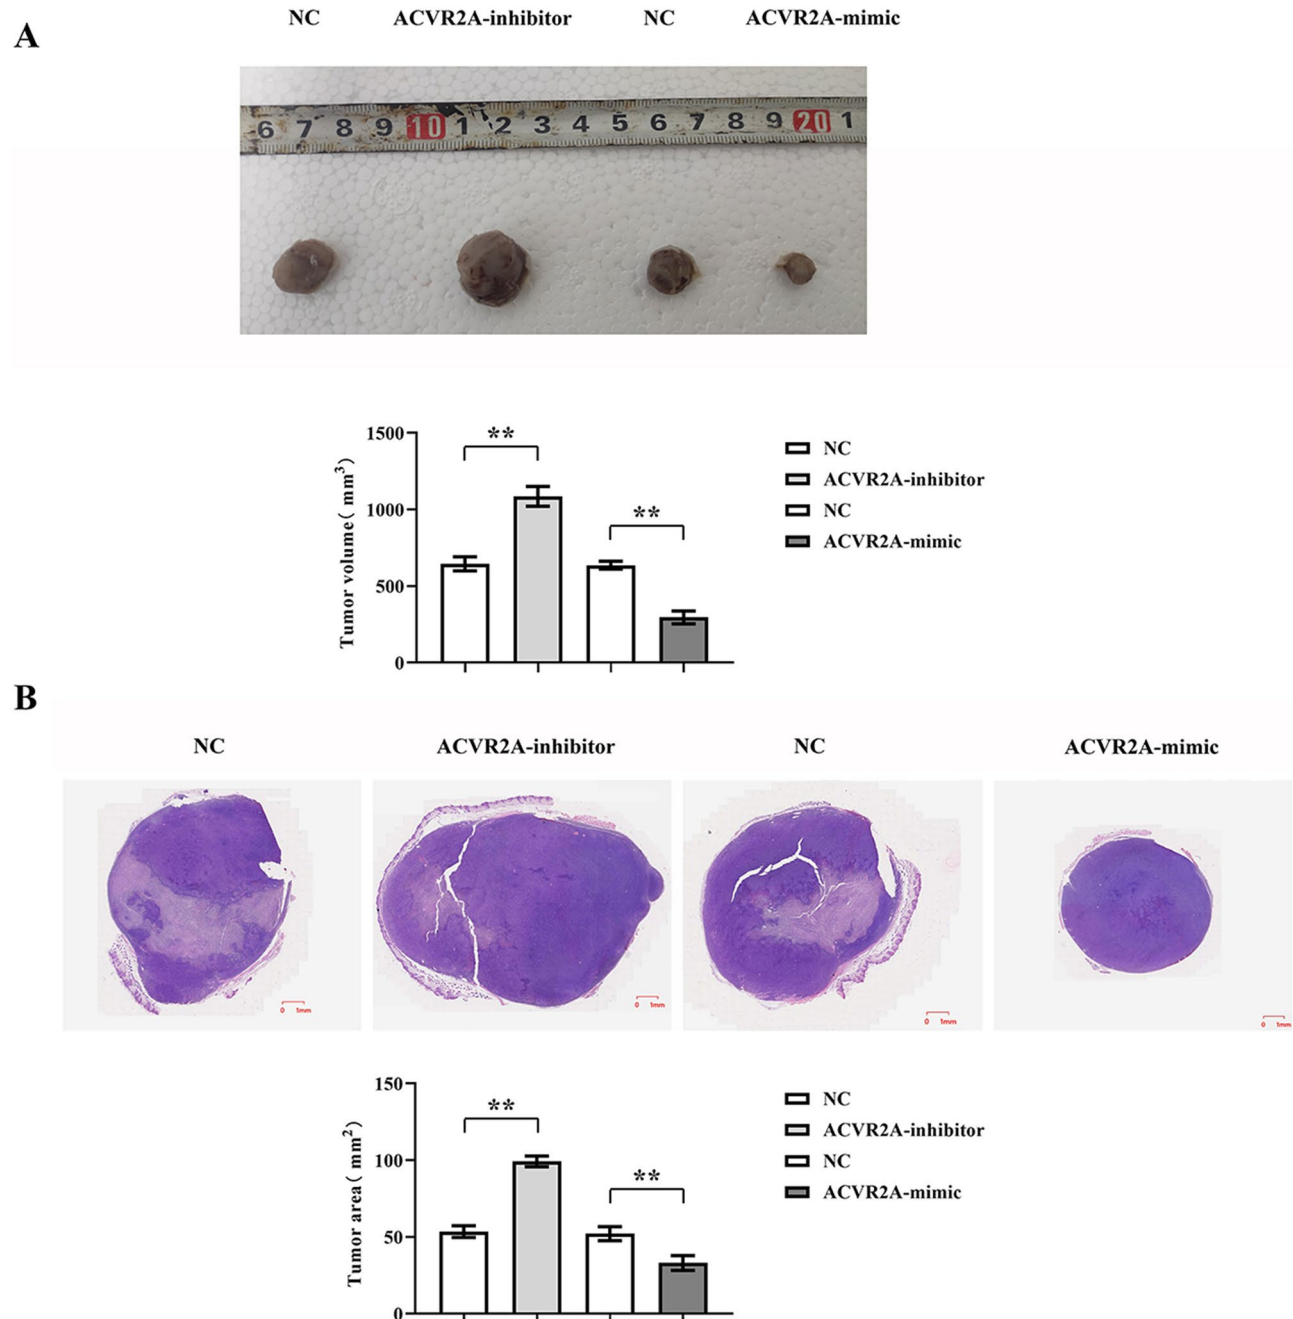 NC ACVR2A-inhibitor NC ACVR2A-mimic
A
6 7 8 9 10 1 2 3 4 5 6 7 8 9 20 1
1500
1000
500
0
Tumor volume( mm³)
**
**
NC
ACVR2A-inhibitor
NC
ACVR2A-mimic
B
NC ACVR2A-inhibitor NC ACVR2A-mimic
0 1mm
0 1mm
0 1mm
0 1mm
150
100
50
0
Tumor area( mm²)
**
**
NC
ACVR2A-inhibitor
NC
ACVR2A-mimic